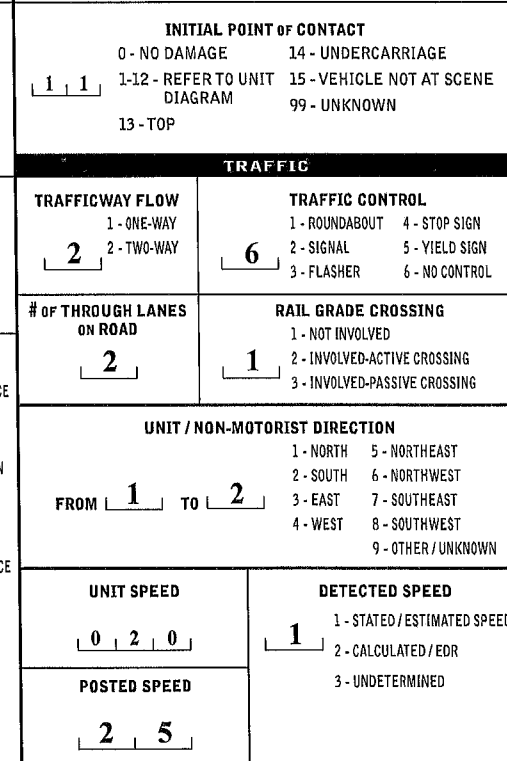 INITIAL POINT OF CONTACT
0 - NO DAMAGE 14 - UNDERCARRIAGE
1 1 1-12 - REFER TO UNIT DIAGRAM 15 - VEHICLE NOT AT SCENE
99 - UNKNOWN
13 - TOP
TRAFFIC
TRAFFICWAY FLOW
1 - ONE-WAY
2 2 - TWO-WAY
TRAFFIC CONTROL
1 - ROUNDABOUT 4 - STOP SIGN
6 2 - SIGNAL 5 - YIELD SIGN
3 - FLASHER 6 - NO CONTROL
# OF THROUGH LANES
ON ROAD
2
RAIL GRADE CROSSING
1 - NOT INVOLVED
1 2 - INVOLVED-ACTIVE CROSSING
3 - INVOLVED-PASSIVE CROSSING
UNIT / NON-MOTORIST DIRECTION
1 - NORTH 5 - NORTHEAST
2 - SOUTH 6 - NORTHWEST
FROM 1 TO 2 3 - EAST 7 - SOUTHEAST
4 - WEST 8 - SOUTHWEST
9 - OTHER / UNKNOWN
UNIT SPEED
0 2 0
DETECTED SPEED
1 - STATED / ESTIMATED SPEED
1 2 - CALCULATED / EDR
3 - UNDETERMINED
POSTED SPEED
2 5